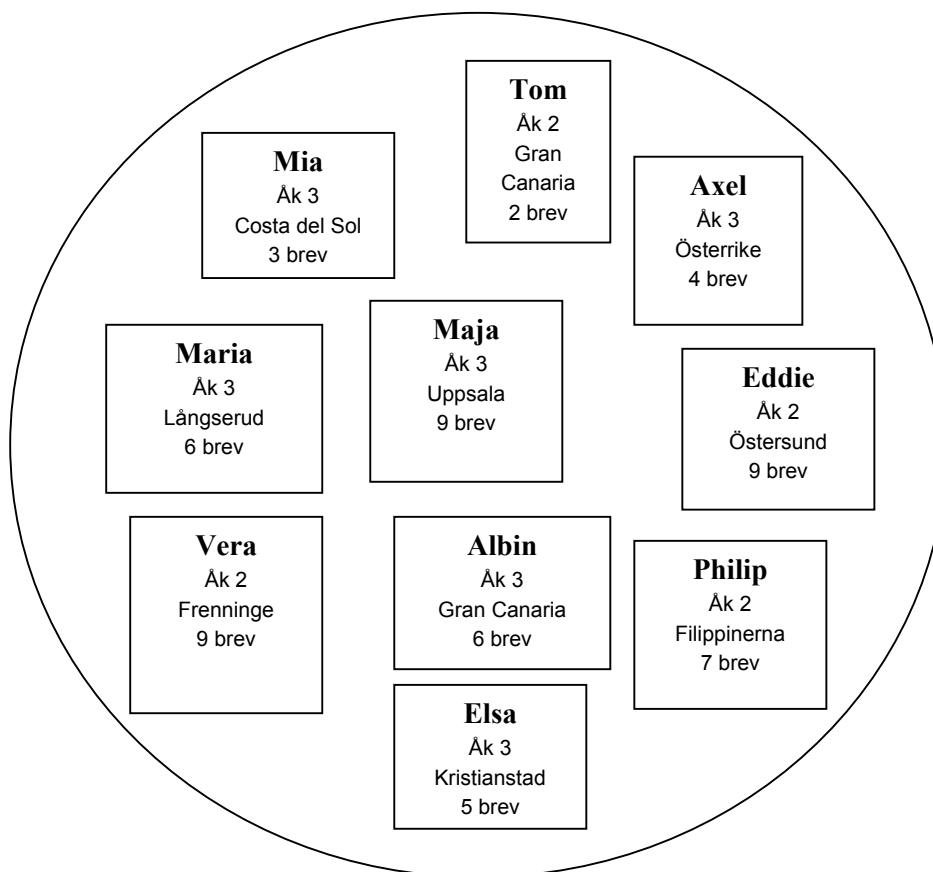 Tom
Åk 2
Gran
Canaria
2 brev
Mia
Åk 3
Costa del Sol
3 brev
Axel
Åk 3
Österrike
4 brev
Maja
Åk 3
Uppsala
9 brev
Maria
Åk 3
Långserud
6 brev
Eddie
Åk 2
Östersund
9 brev
Vera
Åk 2
Frenninge
9 brev
Albin
Åk 3
Gran Canaria
6 brev
Philip
Åk 2
Filippinerna
7 brev
Elsa
Åk 3
Kristianstad
5 brev